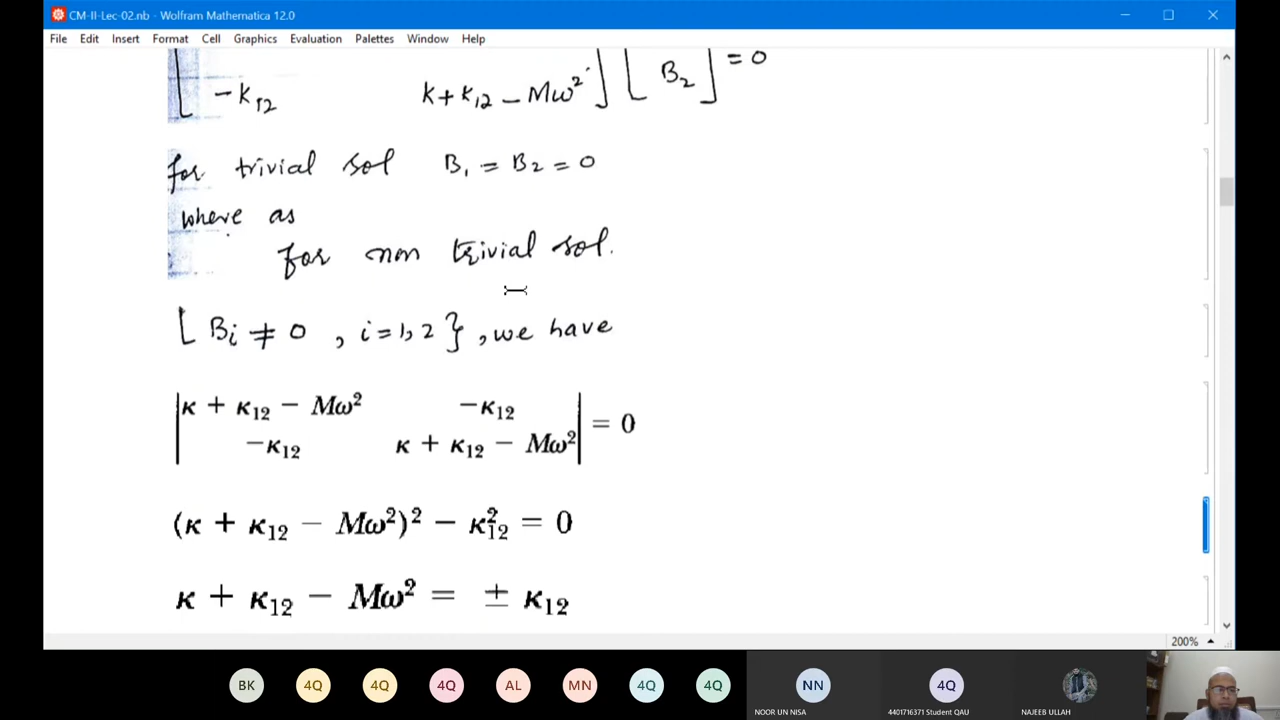 CM-II-Lec-02.nb - Wolfram Mathematica 12.0
File Edit Insert Format Cell Graphics Evaluation Palettes Window Help
-K12 K+K12-Mω² B2 = 0
for trivial sol B1 = B2 = 0
where as
for non trivial sol.
[ Bi ≠ 0 , i=1,2 } , we have
κ + κ12 − Mω² −κ12
−κ12 κ + κ12 − Mω² = 0
(κ + κ12 − Mω²)² − κ²12 = 0
κ + κ12 − Mω² = ± κ12
200%
BK 4Q 4Q 4Q AL MN 4Q 4Q NN 4Q
NOOR UN NISA 4401716371 Student QAU NAJEEB ULLAH